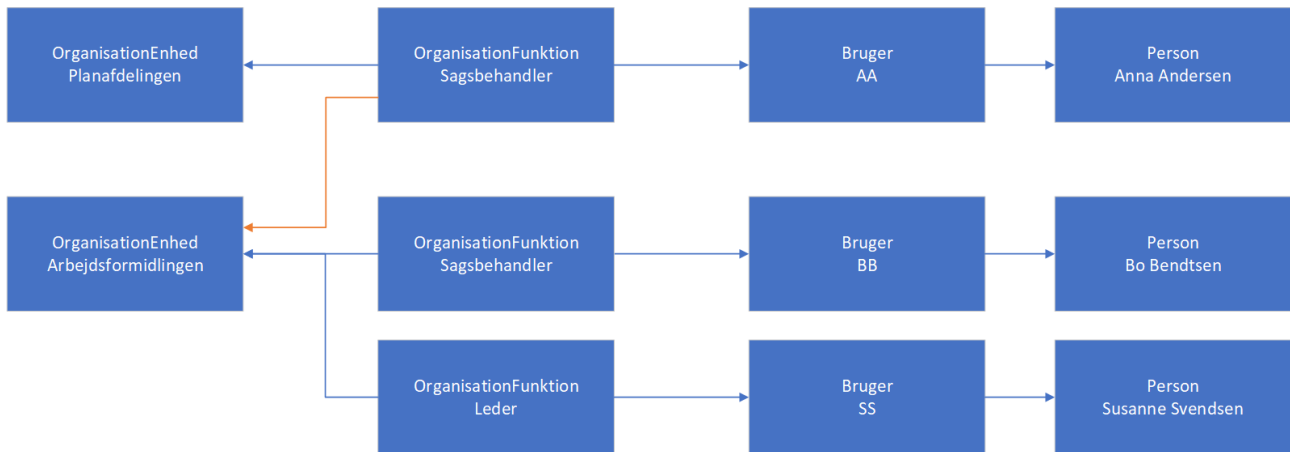 OrganisationEnhed
Planafdelingen
OrganisationFunktion
Sagsbehandler
Bruger
AA
Person
Anna Andersen
OrganisationEnhed
Arbejdsformidlingen
OrganisationFunktion
Sagsbehandler
Bruger
BB
Person
Bo Bendtsen
OrganisationFunktion
Leder
Bruger
SS
Person
Susanne Svendsen